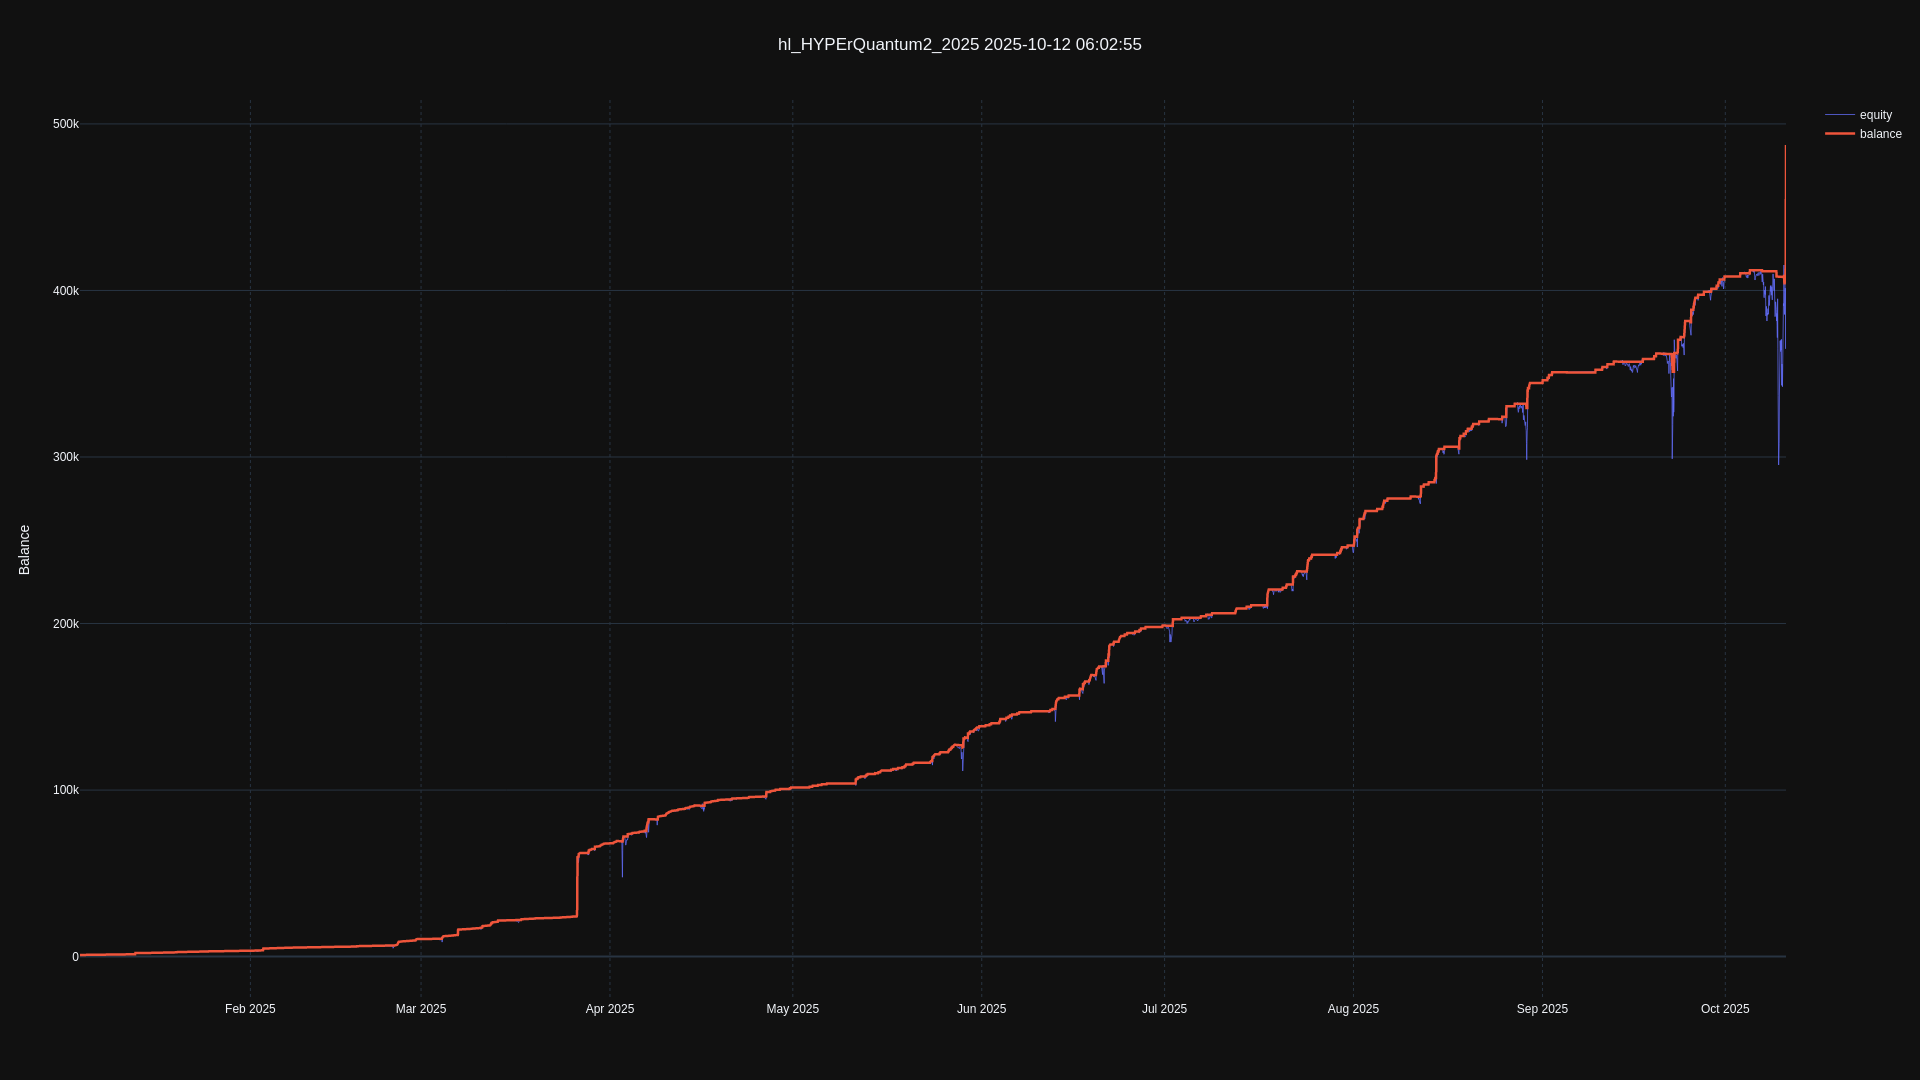 hl_HYPErQuantum2_2025 2025-10-12 06:02:55
equity
balance
500k
400k
300k
200k
100k
0
Balance
Feb 2025
Mar 2025
Apr 2025
May 2025
Jun 2025
Jul 2025
Aug 2025
Sep 2025
Oct 2025